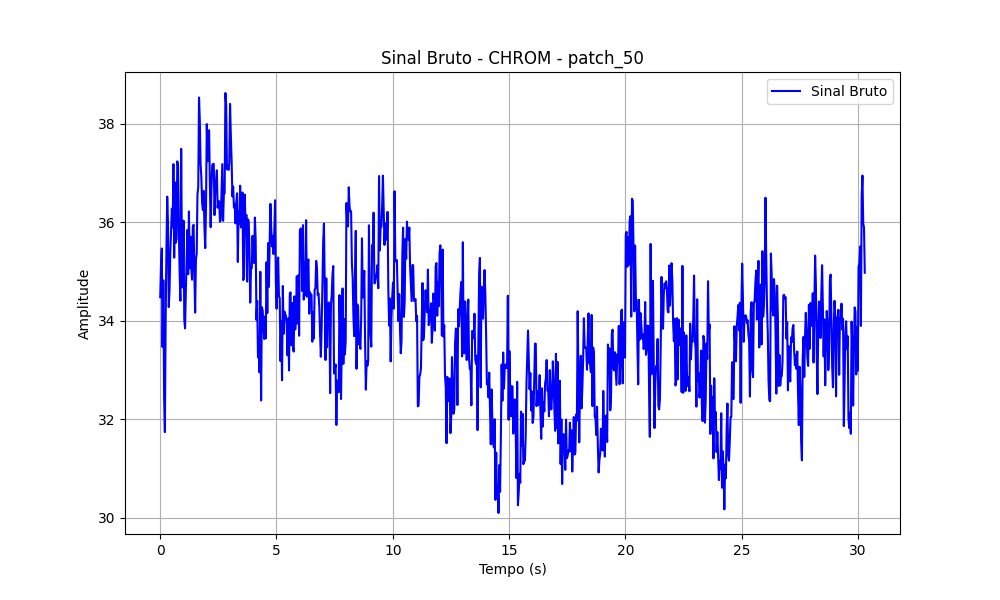 Sinal Bruto - CHROM - patch_50
Sinal Bruto
38
36
34
32
30
Amplitude
0 5 10 15 20 25 30
Tempo (s)